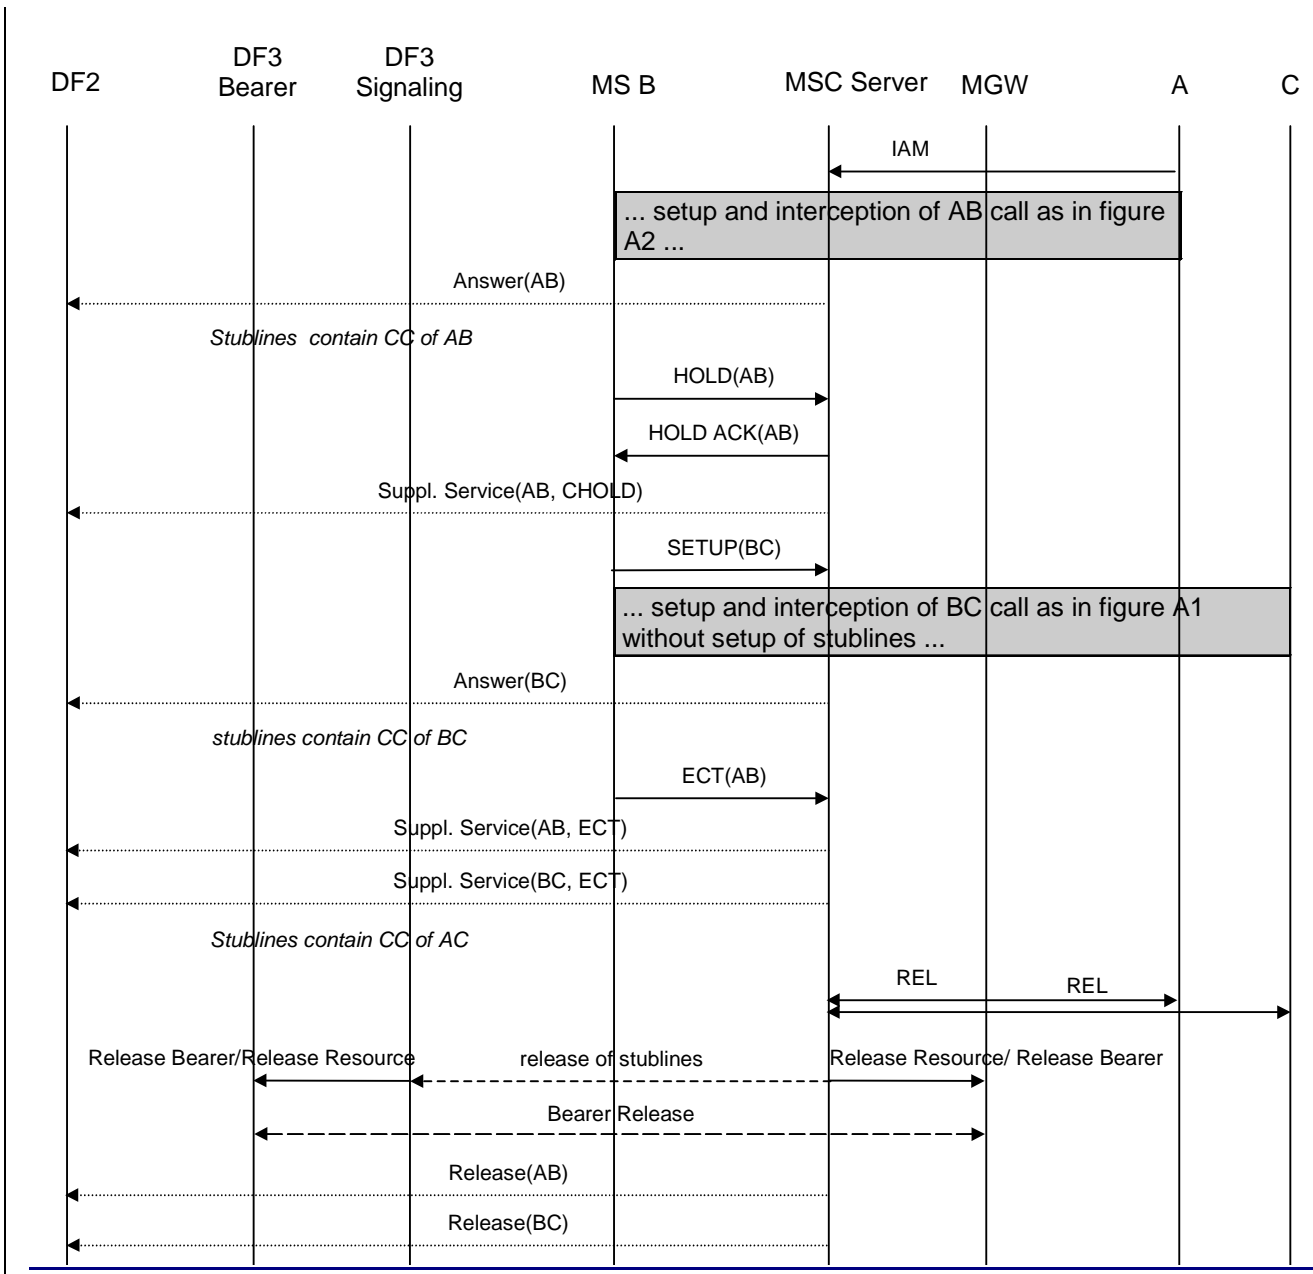 DF2
DF3
Bearer
DF3
Signaling
MS B
MSC Server
MGW
A
C
IAM
... setup and interception of AB call as in figure
A2 ...
Answer(AB)
Stublines contain CC of AB
HOLD(AB)
HOLD ACK(AB)
Suppl. Service(AB, CHOLD)
SETUP(BC)
... setup and interception of BC call as in figure A1
without setup of stublines ...
Answer(BC)
stublines contain CC of BC
ECT(AB)
Suppl. Service(AB, ECT)
Suppl. Service(BC, ECT)
Stublines contain CC of AC
REL
REL
Release Bearer/Release Resource
release of stublines
Release Resource/ Release Bearer
Bearer Release
Release(AB)
Release(BC)